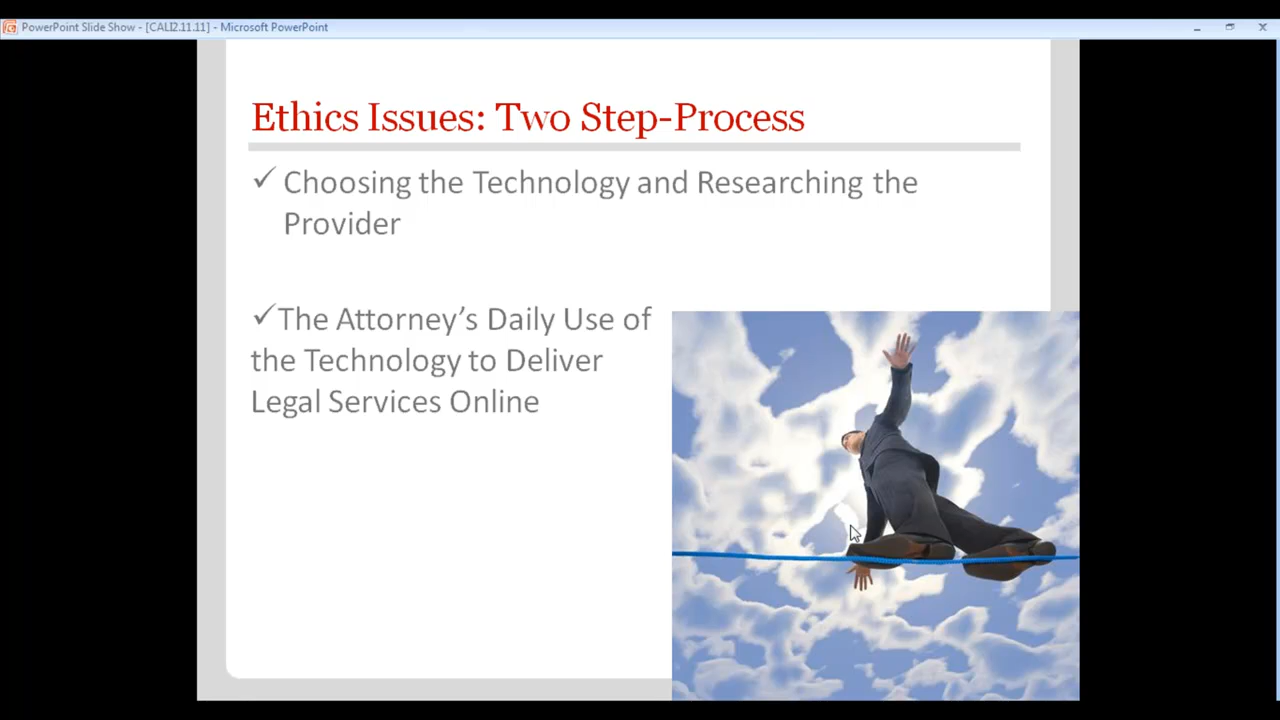 PowerPoint Slide Show - [CALI2.11.11] - Microsoft PowerPoint
Ethics Issues: Two Step-Process
✓ Choosing the Technology and Researching the
Provider
✓The Attorney’s Daily Use of
the Technology to Deliver
Legal Services Online